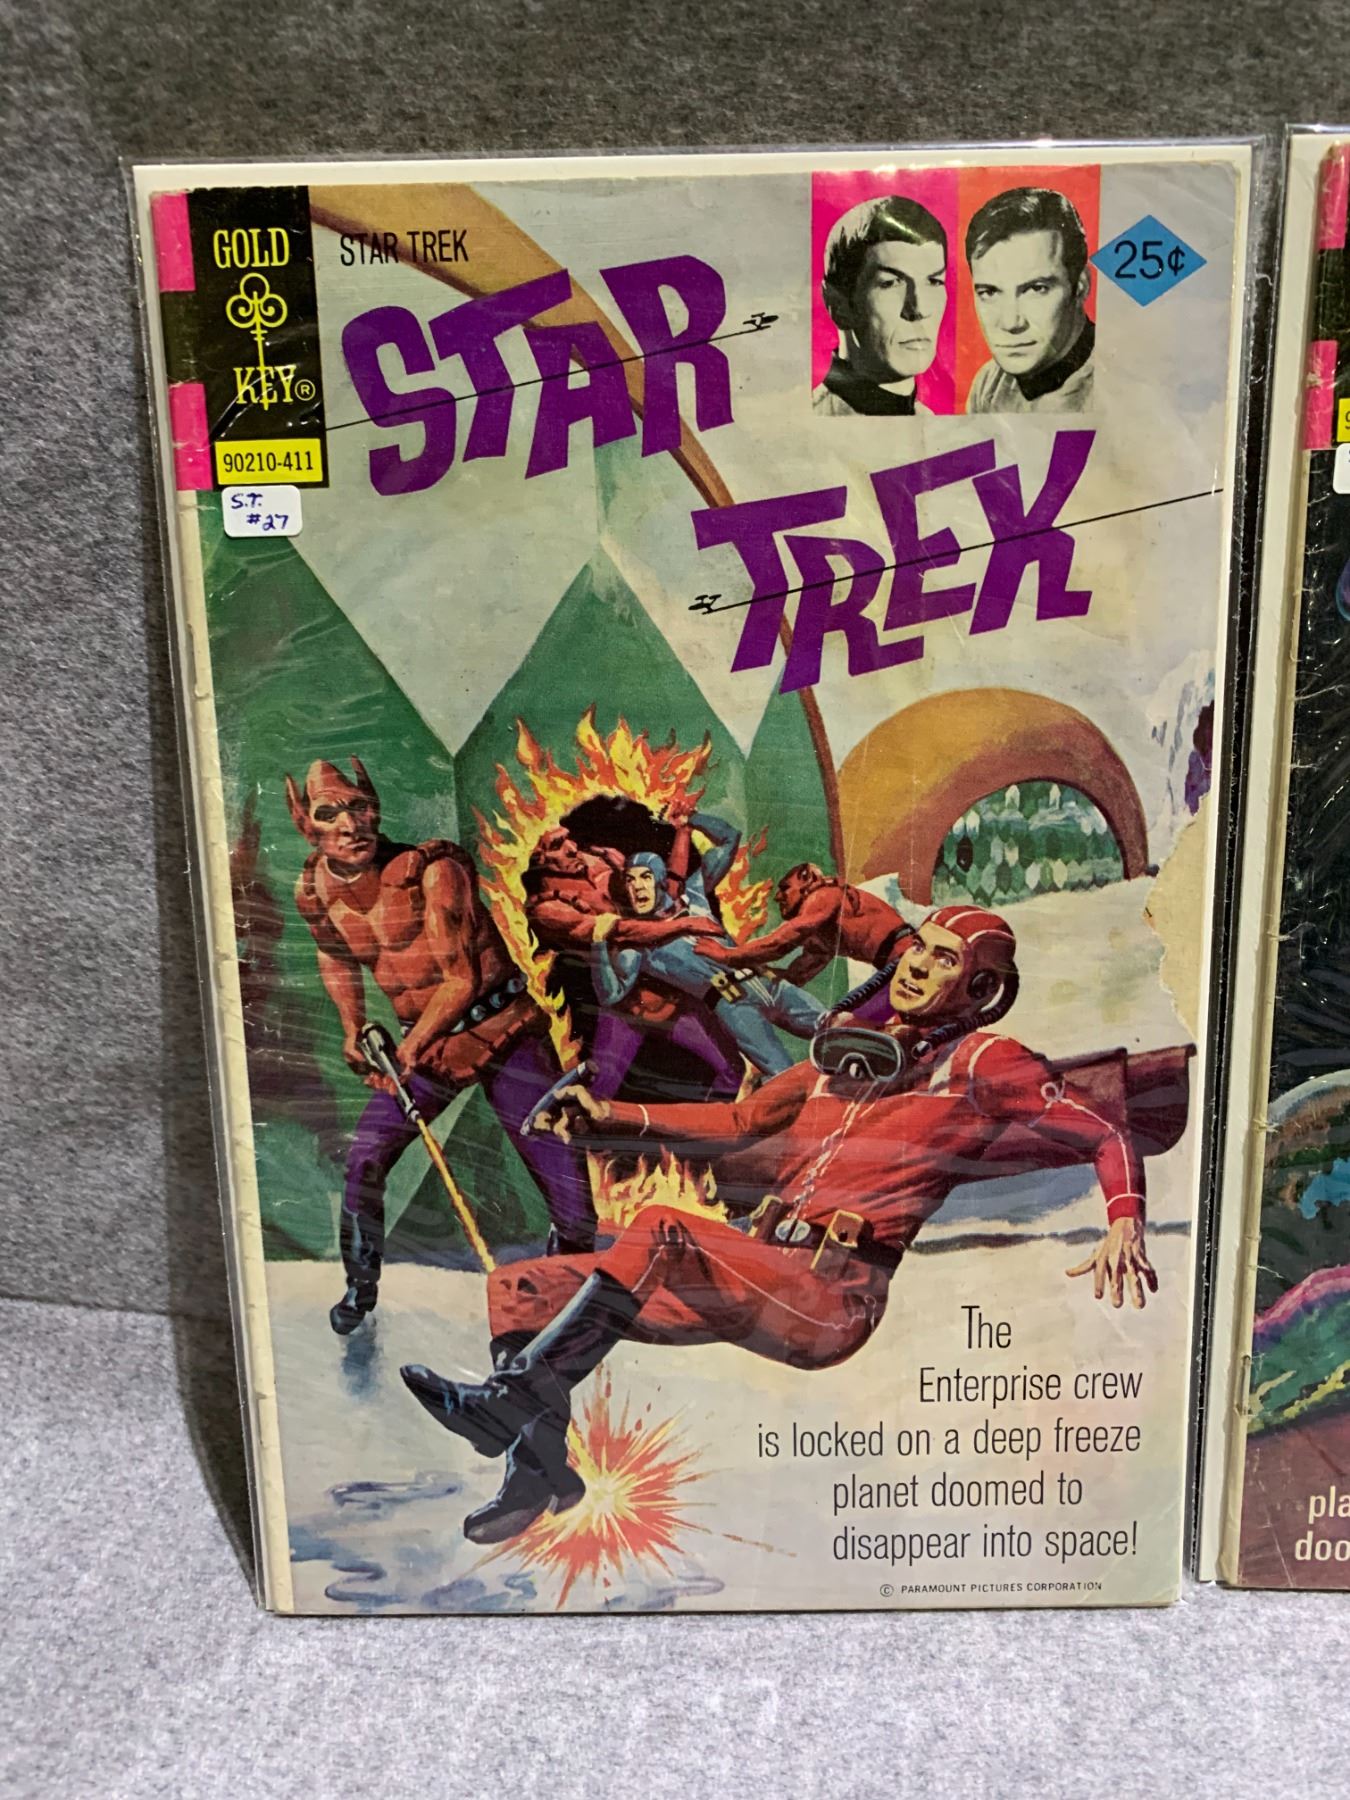 GOLD
KEY®
STAR TREK
25¢
STAR
TREK
90210-411
S.T.
#27
The
Enterprise crew
is locked on a deep freeze
planet doomed to
disappear into space!
© PARAMOUNT PICTURES CORPORATION
pla
doo